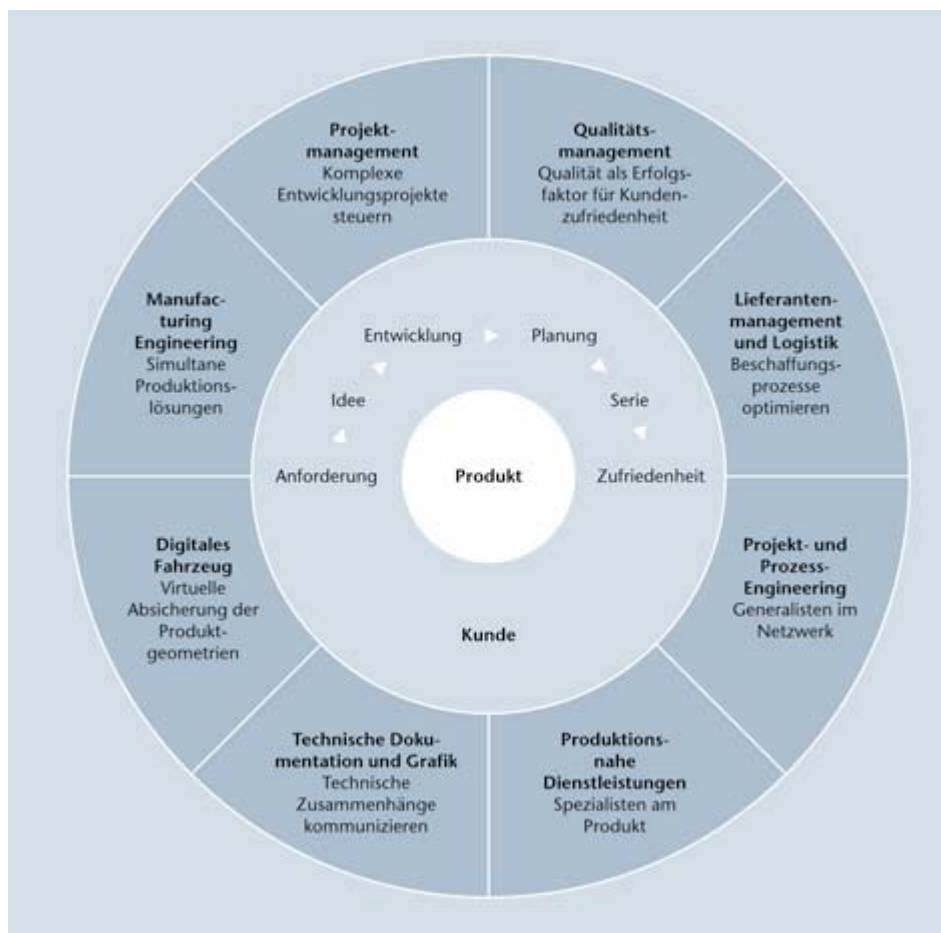 Projekt-
management
Komplexe
Entwicklungsprojekte
steuern
Qualitäts-
management
Qualität als Erfolgs-
faktor für Kunden-
zufriedenheit
Lieferanten-
management
und Logistik
Beschaffungs-
prozesse
optimieren
Projekt- und
Prozess-
Engineering
Generalisten im
Netzwerk
Produktions-
nahe
Dienstleistungen
Spezialisten am
Produkt
Technische Doku-
mentation und Grafik
Technische
Zusammenhänge
kommunizieren
Digitales
Fahrzeug
Virtuelle
Absicherung der
Produkt-
geometrien
Manufac-
turing
Engineering
Simultane
Produktions-
lösungen
Anforderung
Idee
Entwicklung
Planung
Serie
Zufriedenheit
Produkt
Kunde